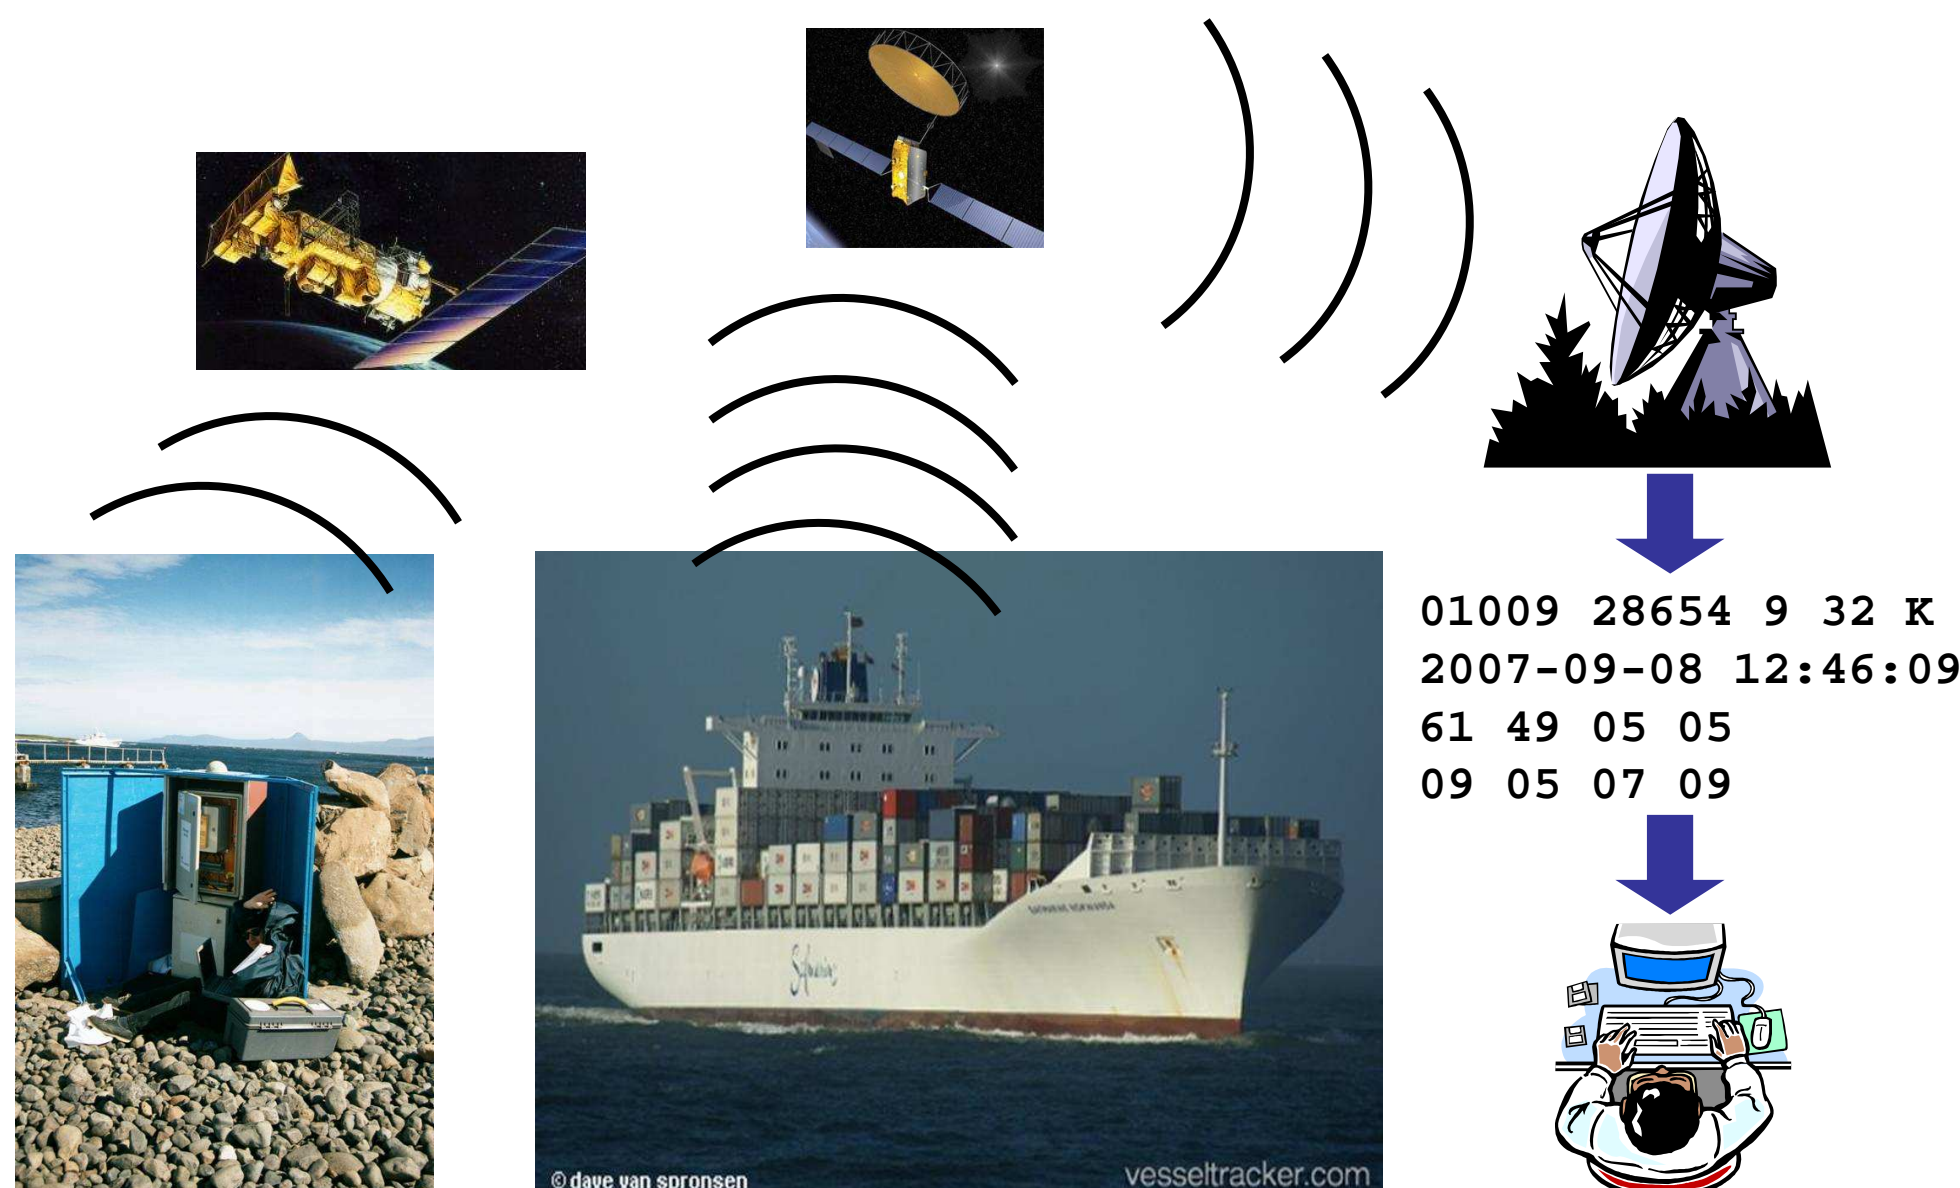 01009 28654 9 32 K
2007-09-08 12:46:09
61 49 05 05
09 05 07 09
Safmarine
© dave van spronsen
vesseltracker.com